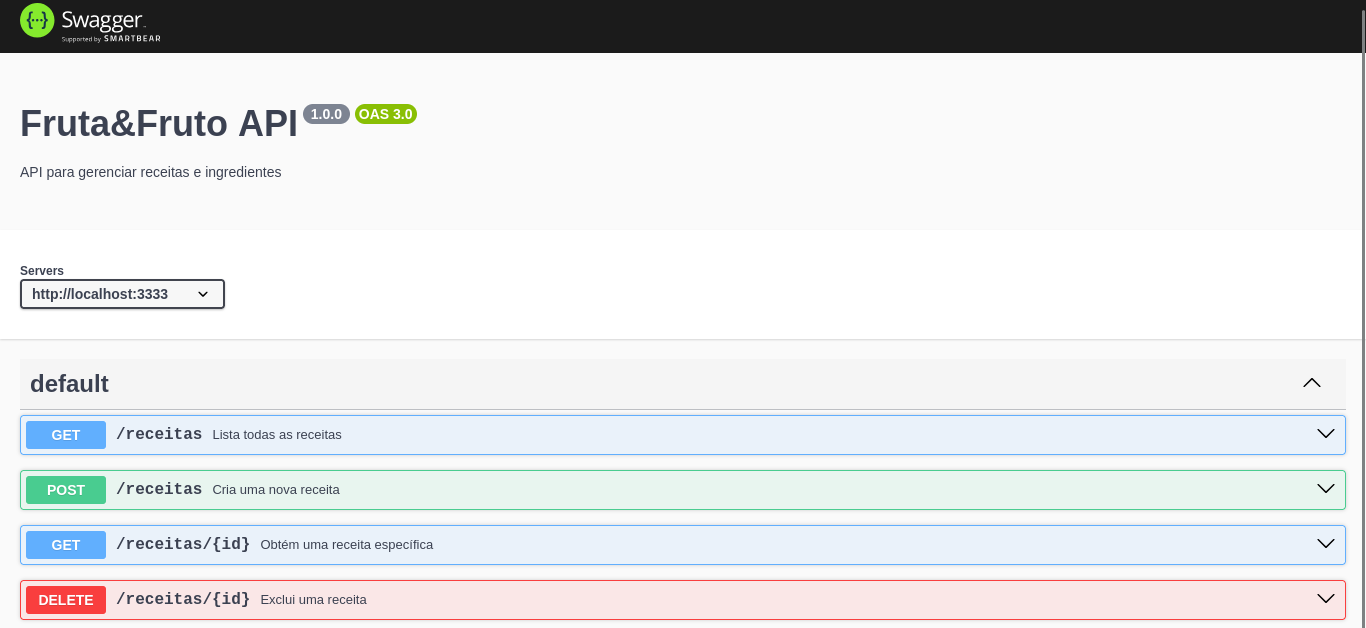 {···} Swagger
Supported by SMARTBEAR
Fruta&Fruto API 1.0.0 OAS 3.0
API para gerenciar receitas e ingredientes
Servers
http://localhost:3333
default
GET /receitas Lista todas as receitas
POST /receitas Cria uma nova receita
GET /receitas/{id} Obtém uma receita específica
DELETE /receitas/{id} Exclui uma receita